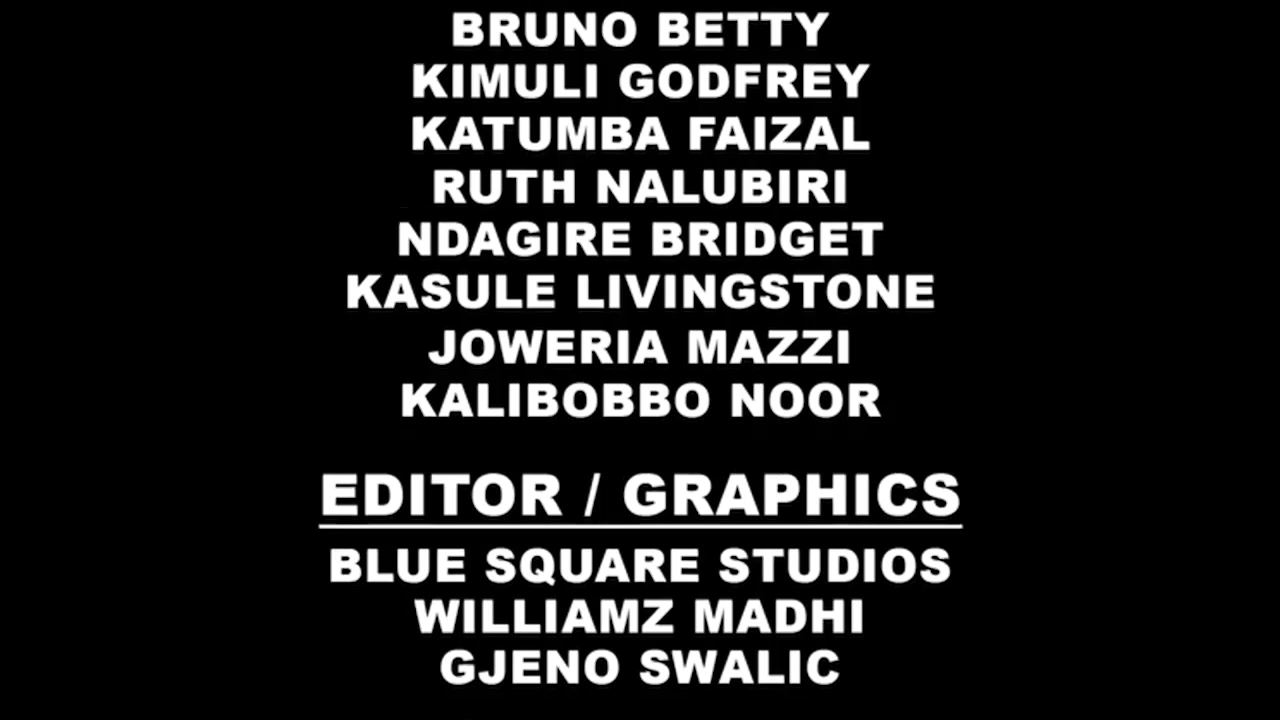 BRUNO BETTY
KIMULI GODFREY
KATUMBA FAIZAL
RUTH NALUBIRI
NDAGIRE BRIDGET
KASULE LIVINGSTONE
JOWERIA MAZZI
KALIBOBBO NOOR
EDITOR / GRAPHICS
BLUE SQUARE STUDIOS
WILLIAMZ MADHI
GJENO SWALIC